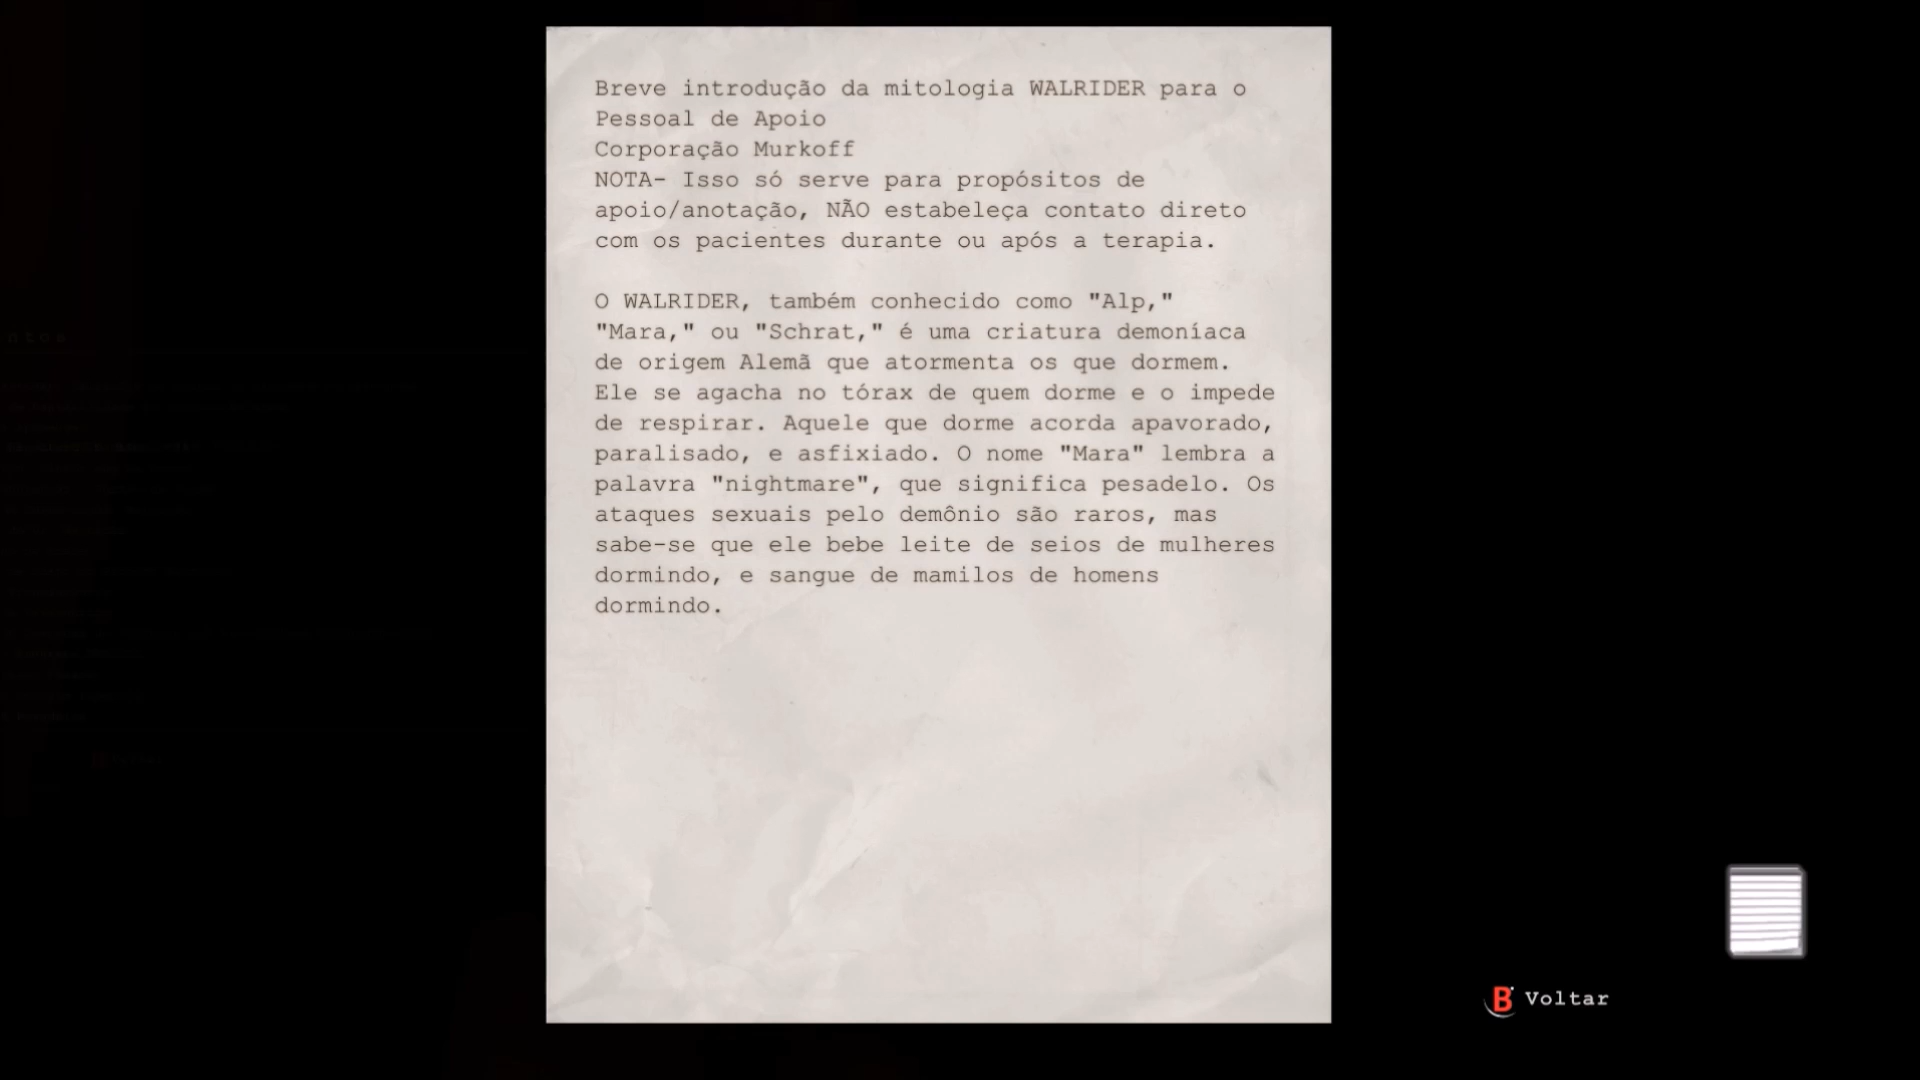 Breve introdução da mitologia WALRIDER para o
Pessoal de Apoio
Corporação Murkoff
NOTA- Isso só serve para propósitos de
apoio/anotação, NÃO estabeleça contato direto
com os pacientes durante ou após a terapia.
O WALRIDER, também conhecido como "Alp,"
"Mara," ou "Schrat," é uma criatura demoníaca
de origem Alemã que atormenta os que dormem.
Ele se agacha no tórax de quem dorme e o impede
de respirar. Aquele que dorme acorda apavorado,
paralisado, e asfixiado. O nome "Mara" lembra a
palavra "nightmare", que significa pesadelo. Os
ataques sexuais pelo demônio são raros, mas
sabe-se que ele bebe leite de seios de mulheres
dormindo, e sangue de mamilos de homens
dormindo.
B Voltar